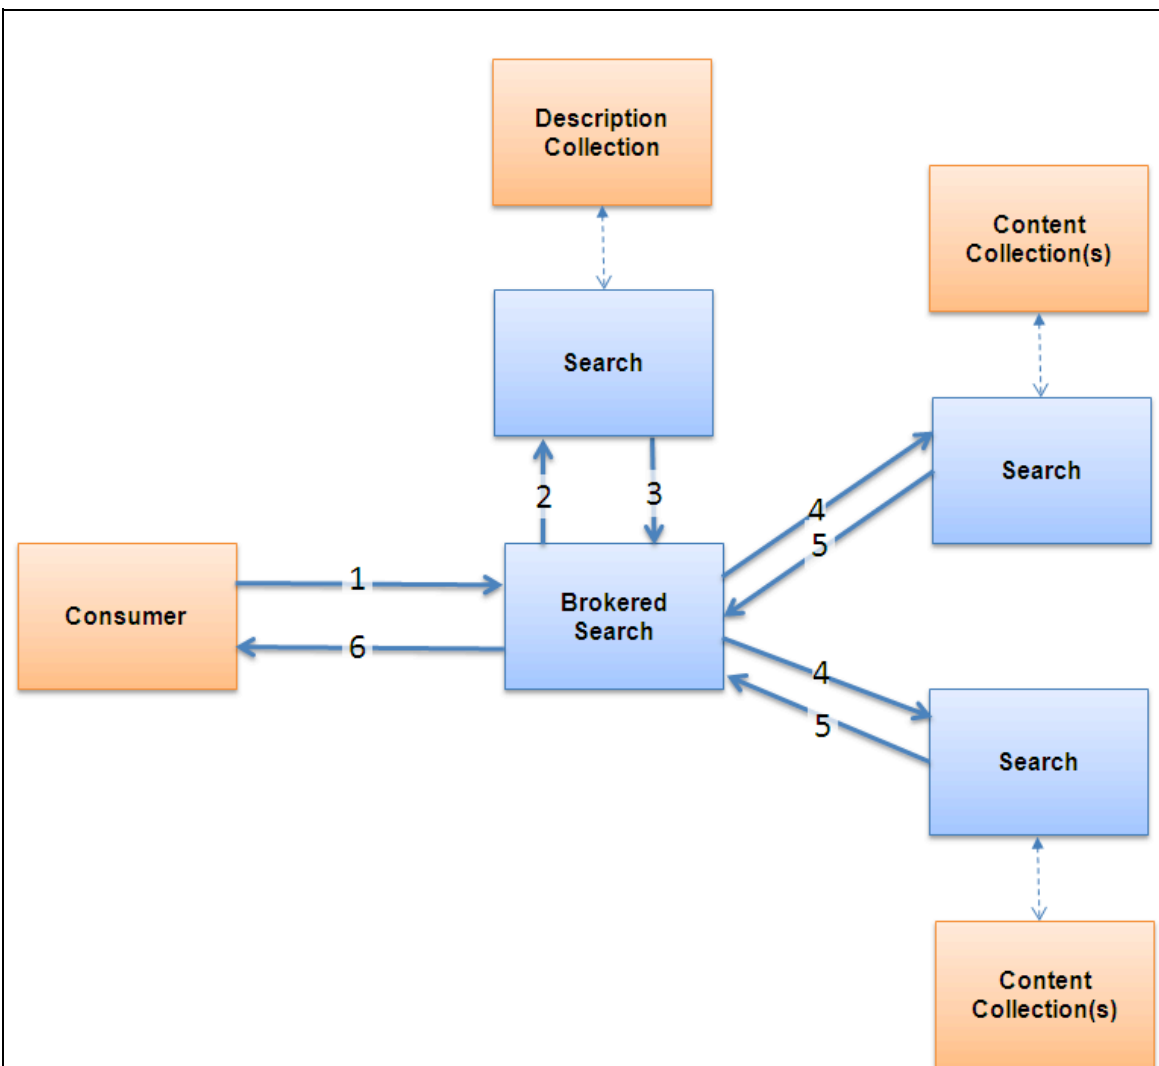 Description
Collection
Content
Collection(s)
Search
Search
2
3
4
5
1
Consumer
Brokered
Search
6
4
5
Search
Content
Collection(s)